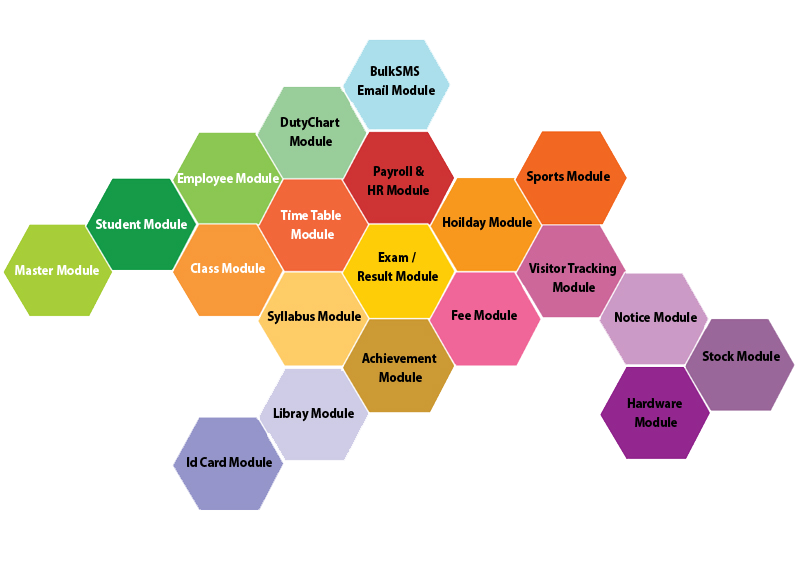 BulkSMS
Email Module
DutyChart
Module
Payroll &
HR Module
Sports Module
Employee Module
Student Module
Time Table
Module
Hoilday Module
Master Module
Class Module
Exam /
Result Module
Visitor Tracking
Module
Syllabus Module
Fee Module
Notice Module
Achievement
Module
Stock Module
Libray Module
Hardware
Module
Id Card Module